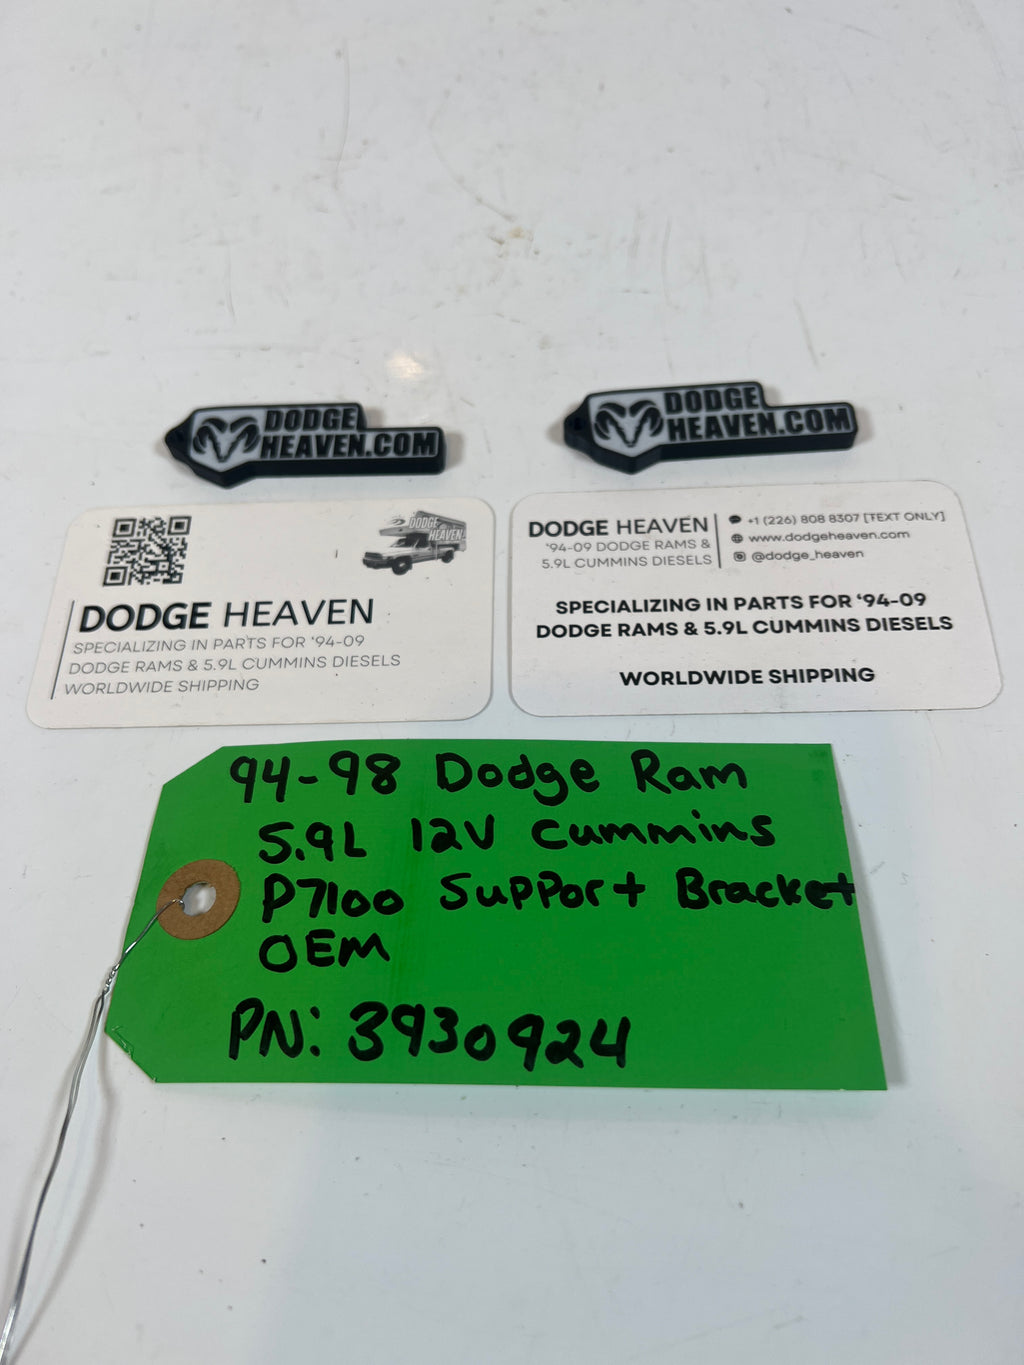 DODGE
HEAVEN.COM
DODGE
HEAVEN.COM
DODGE
HEAVEN
DODGE HEAVEN
SPECIALIZING IN PARTS FOR '94-09
DODGE RAMS & 5.9L CUMMINS DIESELS
WORLDWIDE SHIPPING
DODGE HEAVEN
'94-09 DODGE RAMS &
5.9L CUMMINS DIESELS
+1 (226) 808 8307 [TEXT ONLY]
www.dodgeheaven.com
@dodge_heaven
SPECIALIZING IN PARTS FOR '94-09
DODGE RAMS & 5.9L CUMMINS DIESELS
WORLDWIDE SHIPPING
94-98 Dodge Ram
5.9L 12V Cummins
P7100 Support Bracket
OEM
PN: 3930924